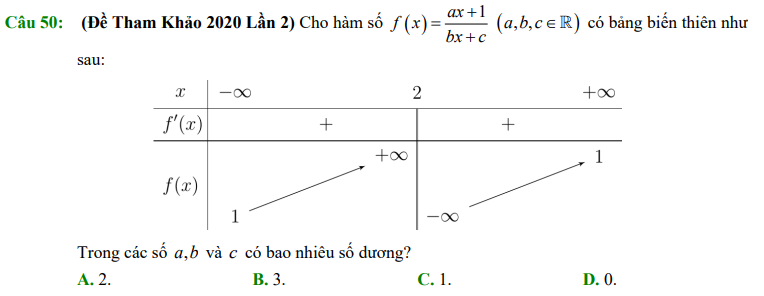 Câu 50: (Đề Tham Khảo 2020 Lần 2) Cho hàm số f(x) = \frac{ax+1}{bx+c} (a,b,c ∈ ℝ) có bảng biến thiên như
sau:
x −∞ 2 +∞
f′(x) + +
+∞ 1
f(x)
1 −∞
Trong các số a,b và c có bao nhiêu số dương?
A. 2. B. 3. C. 1. D. 0.